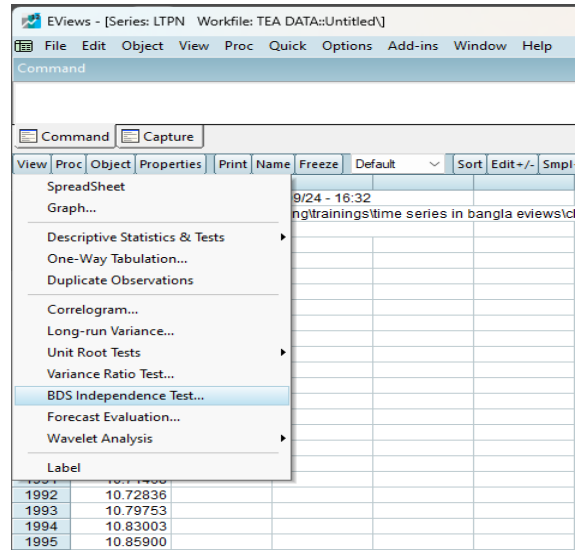 EViews - [Series: LTPN Workfile: TEA DATA::Untitled\]
File Edit Object View Proc Quick Options Add-ins Window Help
Command
Command Capture
View Proc Object Properties Print Name Freeze Default Sort Edit+/- Smpl
SpreadSheet
9/24 - 16:32
Graph...
ng\trainings\time series in bangla eviews\cl
Descriptive Statistics & Tests
One-Way Tabulation...
Duplicate Observations
Correlogram...
Long-run Variance...
Unit Root Tests
Variance Ratio Test...
BDS Independence Test...
Forecast Evaluation...
Wavelet Analysis
Label
1992 10.72836
1993 10.79753
1994 10.83003
1995 10.85900